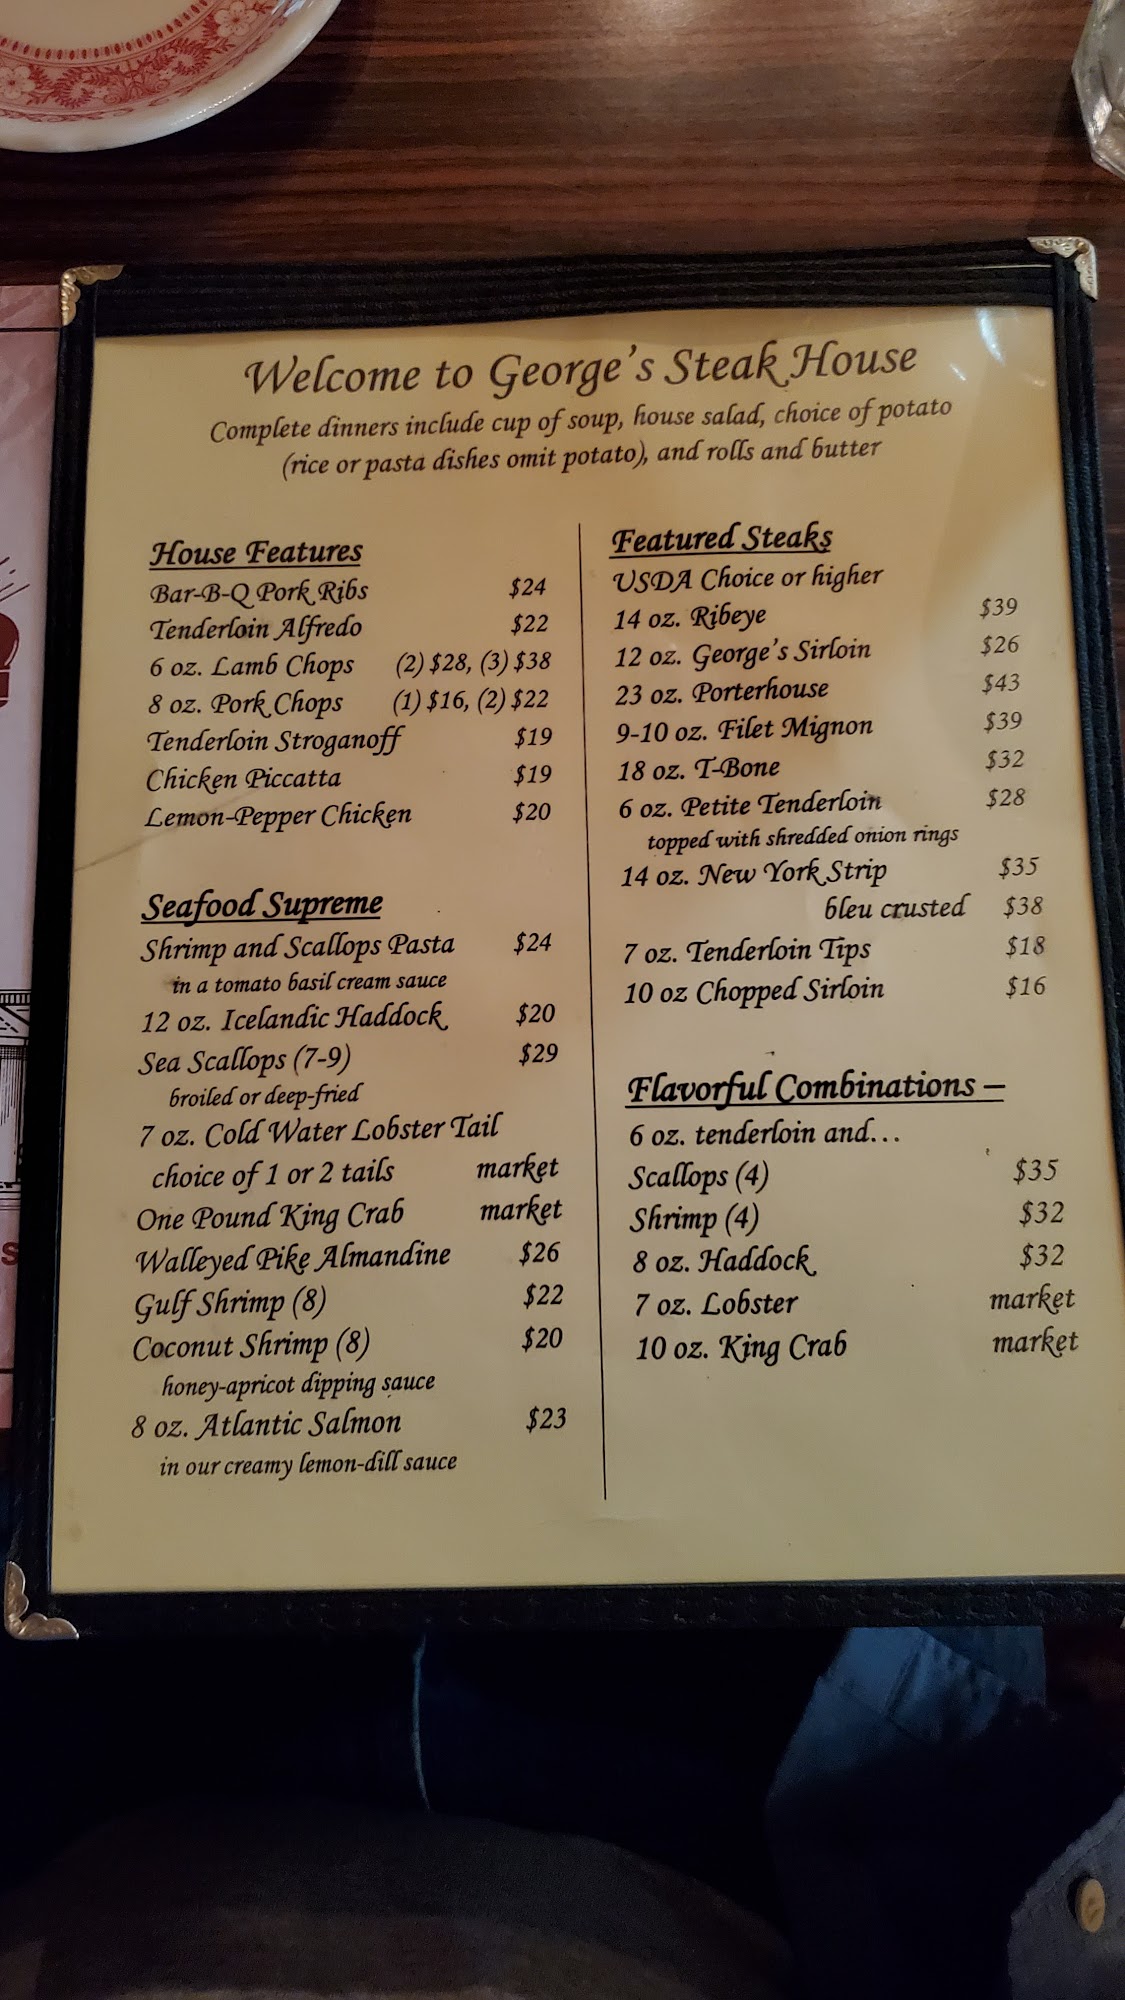 Welcome to George's Steak House
Complete dinners include cup of soup, house salad, choice of potato
(rice or pasta dishes omit potato), and rolls and butter
House Features
Bar-B-Q Pork Ribs $24
Tenderloin Alfredo $22
6 oz. Lamb Chops (2) $28, (3) $38
8 oz. Pork Chops (1) $16, (2) $22
Tenderloin Stroganoff $19
Chicken Piccatta $19
Lemon-Pepper Chicken $20
Seafood Supreme
Shrimp and Scallops Pasta $24
in a tomato basil cream sauce
12 oz. Icelandic Haddock $20
Sea Scallops (7-9) $29
broiled or deep-fried
7 oz. Cold Water Lobster Tail
choice of 1 or 2 tails market
One Pound King Crab market
Walleyed Pike Almandine $26
Gulf Shrimp (8) $22
Coconut Shrimp (8) $20
honey-apricot dipping sauce
8 oz. Atlantic Salmon $23
in our creamy lemon-dill sauce
Featured Steaks
USDA Choice or higher
14 oz. Ribeye $39
12 oz. George's Sirloin $26
23 oz. Porterhouse $43
9-10 oz. Filet Mignon $39
18 oz. T-Bone $32
6 oz. Petite Tenderloin $28
topped with shredded onion rings
14 oz. New York Strip $35
bleu crusted $38
7 oz. Tenderloin Tips $18
10 oz Chopped Sirloin $16
Flavorful Combinations –
6 oz. tenderloin and...
Scallops (4) $35
Shrimp (4) $32
8 oz. Haddock $32
7 oz. Lobster market
10 oz. King Crab market